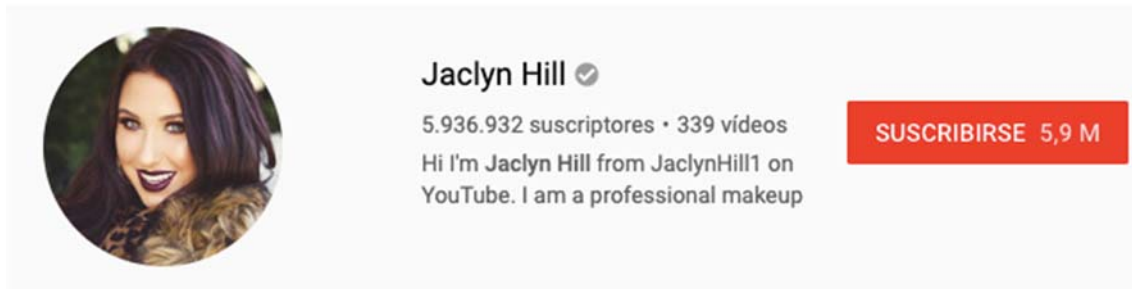 Jaclyn Hill
5.936.932 suscriptores • 339 vídeos
Hi I'm Jaclyn Hill from JaclynHill1 on
YouTube. I am a professional makeup
SUSCRIBIRSE 5,9 M